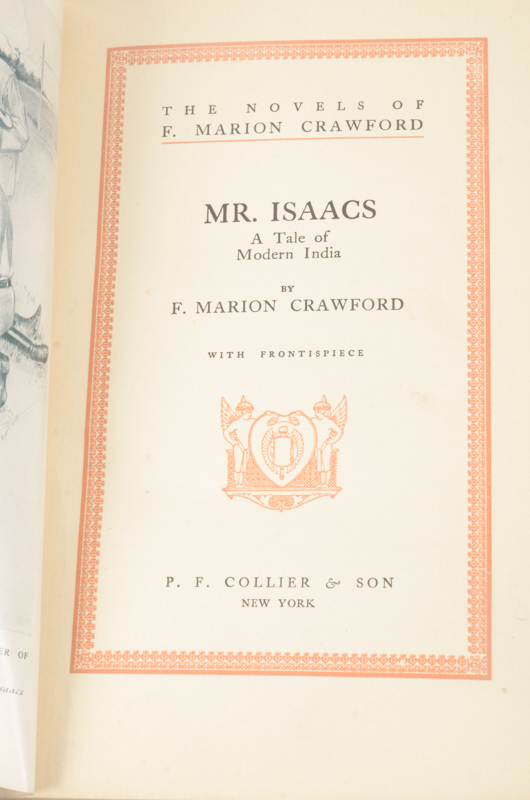 THE NOVELS OF
F. MARION CRAWFORD
MR. ISAACS
A Tale of
Modern India
BY
F. MARION CRAWFORD
WITH FRONTISPIECE
P. F. COLLIER & SON
NEW YORK
OF